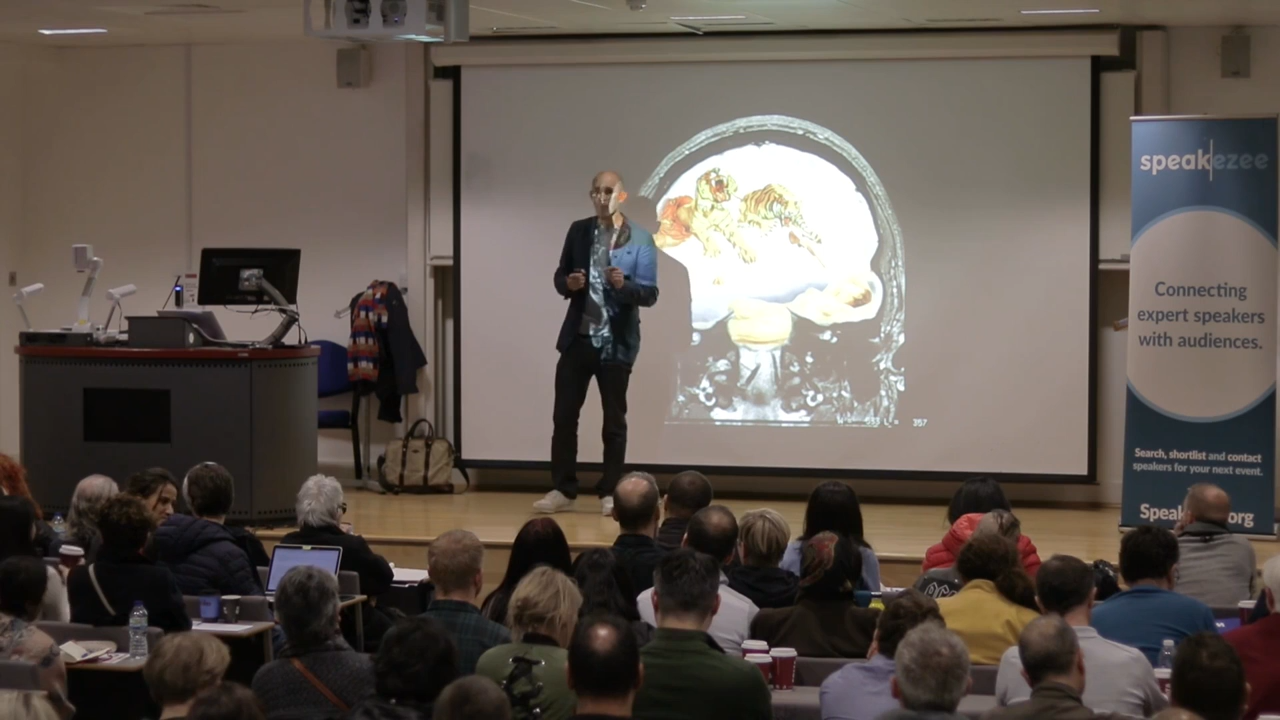 speakezee
Connecting
expert speakers
with audiences.
Search, shortlist and contact
speakers for your next event.
357